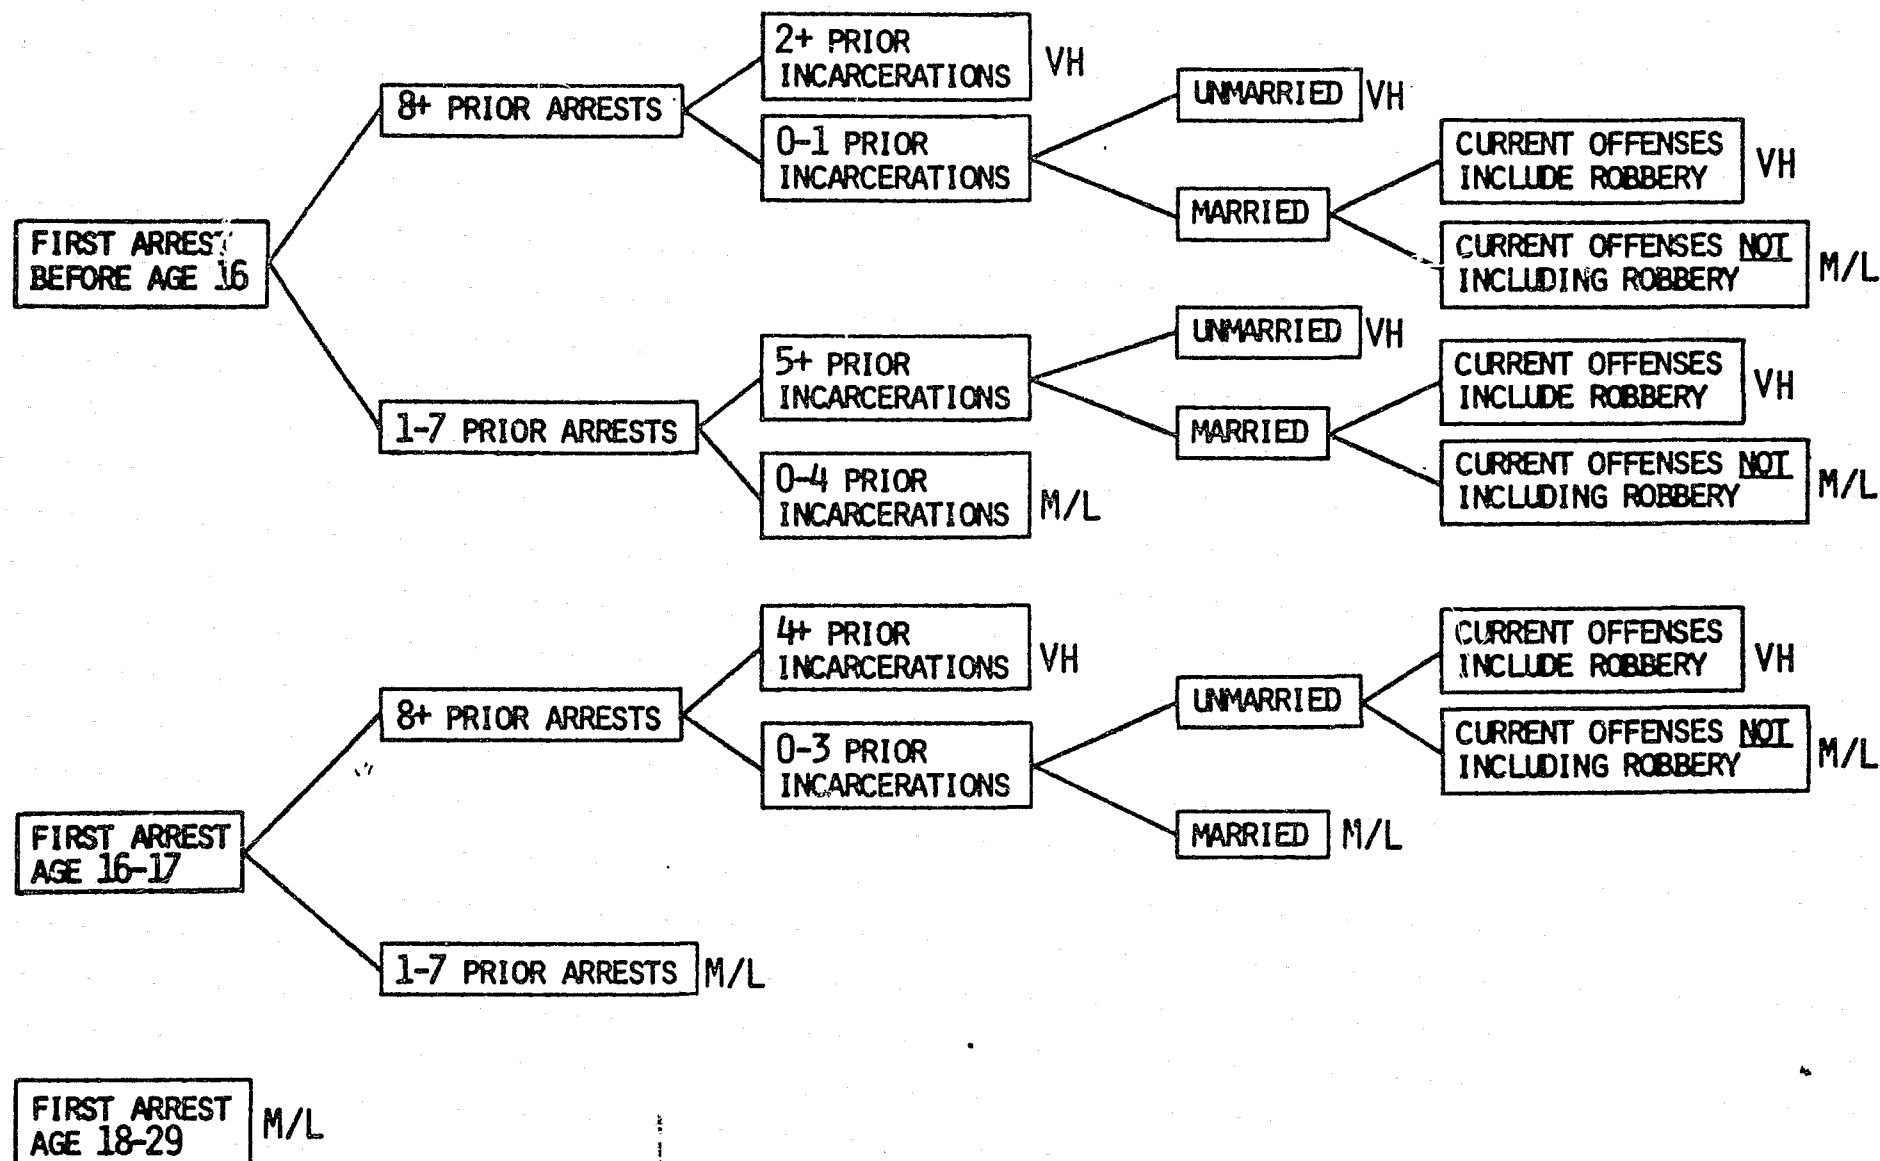 2+ PRIOR
INCARCERATIONS
VH
8+ PRIOR ARRESTS
0-1 PRIOR
INCARCERATIONS
UNMARRIED
VH
CURRENT OFFENSES
INCLUDE ROBBERY
VH
MARRIED
CURRENT OFFENSES NOT
INCLUDING ROBBERY
M/L
FIRST ARREST
BEFORE AGE 16
5+ PRIOR
INCARCERATIONS
UNMARRIED
VH
CURRENT OFFENSES
INCLUDE ROBBERY
VH
1-7 PRIOR ARRESTS
MARRIED
CURRENT OFFENSES NOT
INCLUDING ROBBERY
M/L
0-4 PRIOR
INCARCERATIONS
M/L
4+ PRIOR
INCARCERATIONS
VH
8+ PRIOR ARRESTS
UNMARRIED
CURRENT OFFENSES
INCLUDE ROBBERY
VH
0-3 PRIOR
INCARCERATIONS
CURRENT OFFENSES NOT
INCLUDING ROBBERY
M/L
MARRIED
M/L
FIRST ARREST
AGE 16-17
1-7 PRIOR ARRESTS
M/L
FIRST ARREST
AGE 18-29
M/L